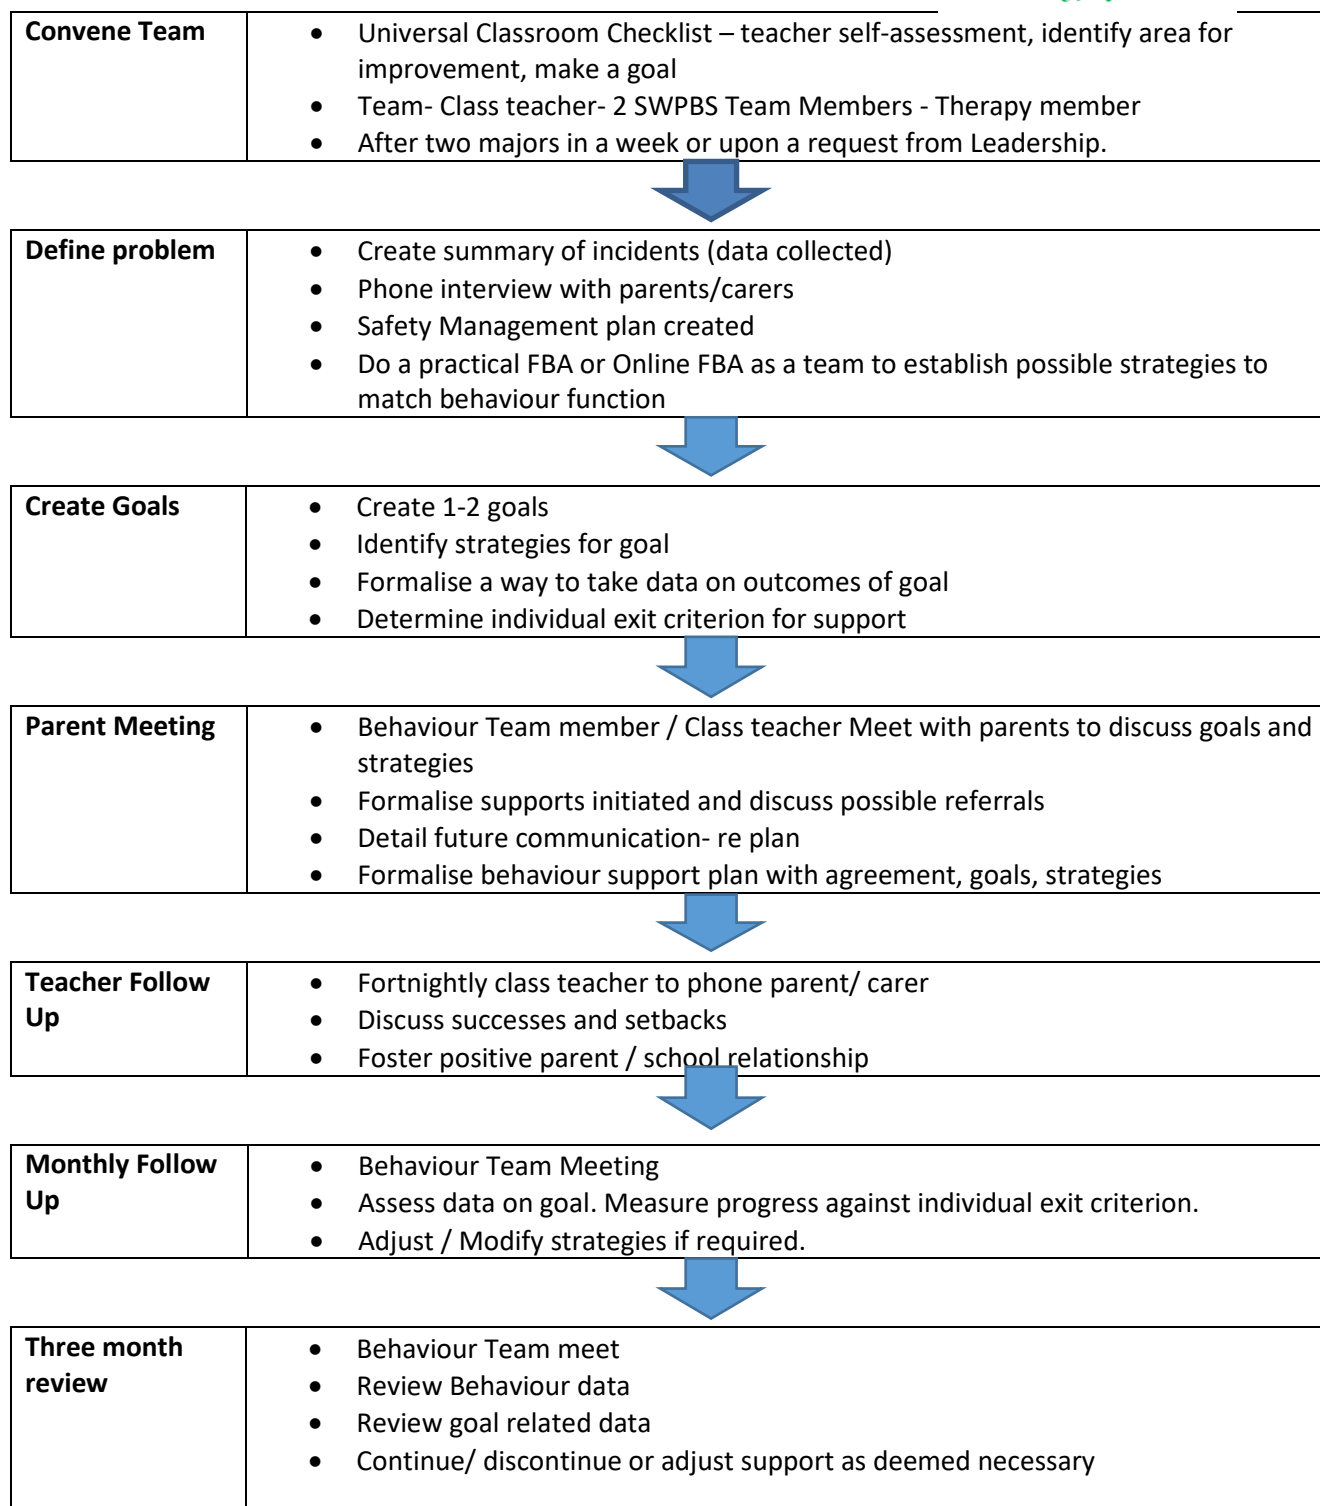 Convene Team
• Universal Classroom Checklist – teacher self-assessment, identify area for
improvement, make a goal
• Team- Class teacher- 2 SWPBS Team Members - Therapy member
• After two majors in a week or upon a request from Leadership.
Define problem
• Create summary of incidents (data collected)
• Phone interview with parents/carers
• Safety Management plan created
• Do a practical FBA or Online FBA as a team to establish possible strategies to
match behaviour function
Create Goals
• Create 1-2 goals
• Identify strategies for goal
• Formalise a way to take data on outcomes of goal
• Determine individual exit criterion for support
Parent Meeting
• Behaviour Team member / Class teacher Meet with parents to discuss goals and
strategies
• Formalise supports initiated and discuss possible referrals
• Detail future communication- re plan
• Formalise behaviour support plan with agreement, goals, strategies
Teacher Follow
Up
• Fortnightly class teacher to phone parent/ carer
• Discuss successes and setbacks
• Foster positive parent / school relationship
Monthly Follow
Up
• Behaviour Team Meeting
• Assess data on goal. Measure progress against individual exit criterion.
• Adjust / Modify strategies if required.
Three month
review
• Behaviour Team meet
• Review Behaviour data
• Review goal related data
• Continue/ discontinue or adjust support as deemed necessary